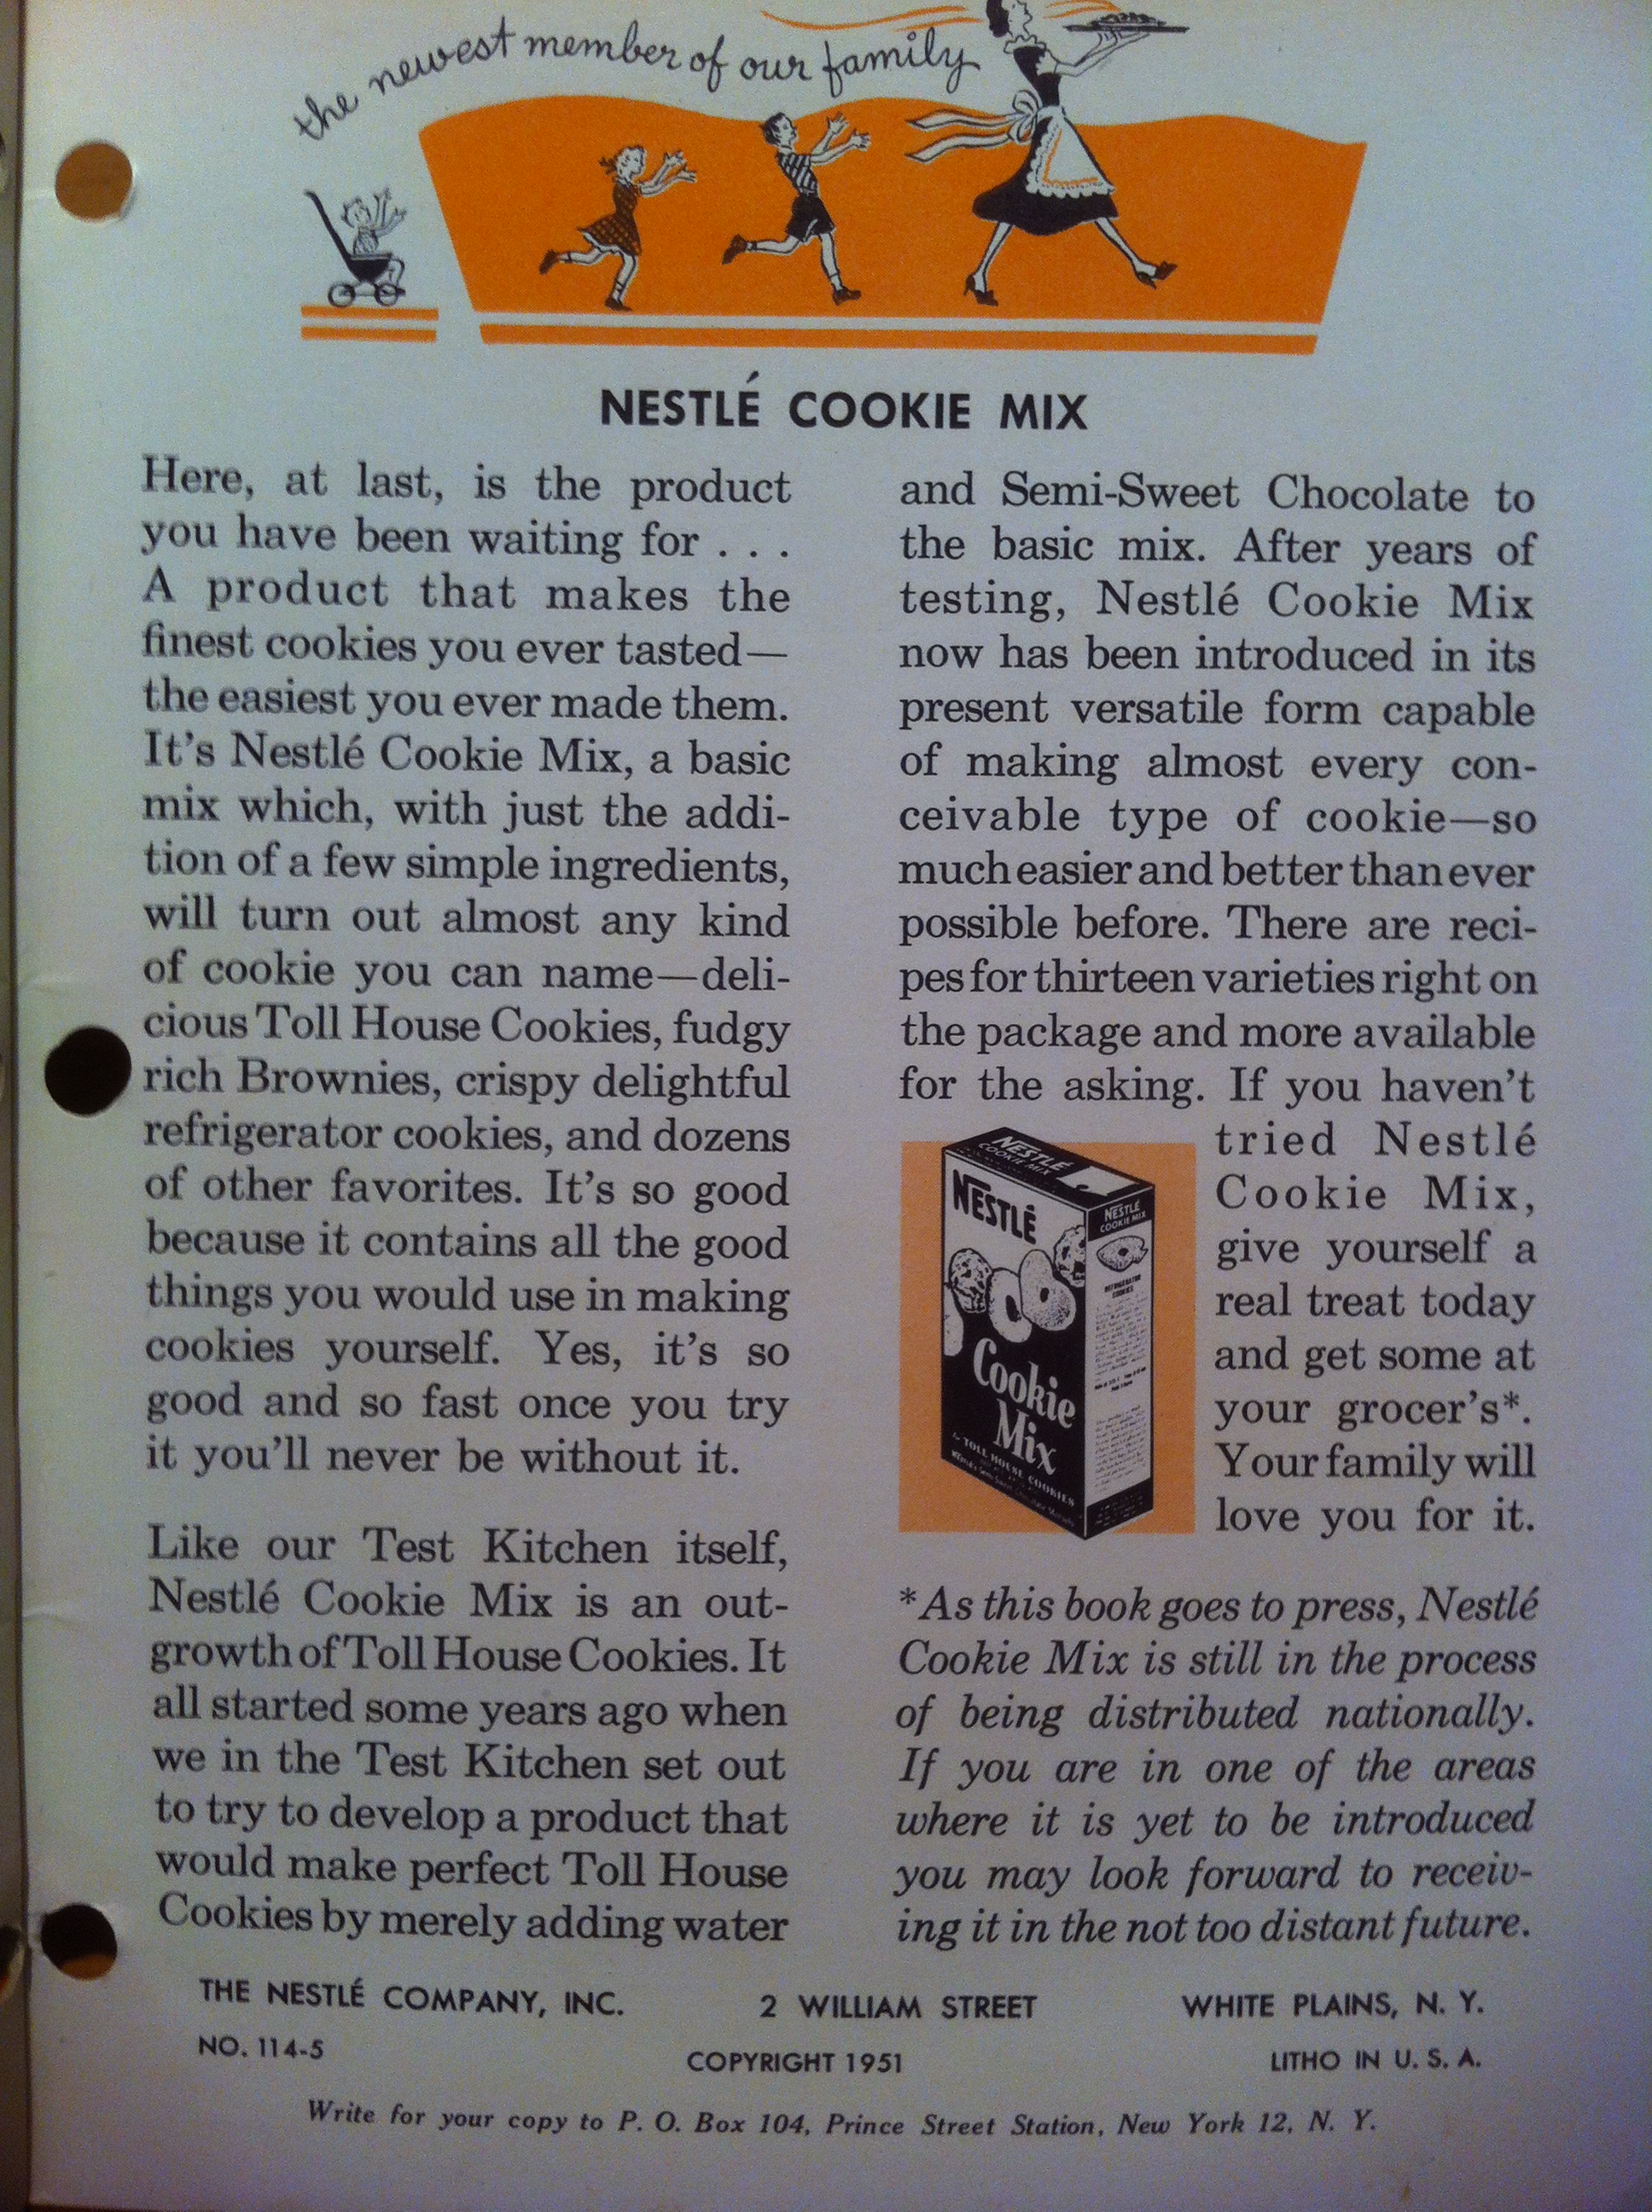 the newest member of our family
NESTLÉ COOKIE MIX
Here, at last, is the product
you have been waiting for . . .
A product that makes the
finest cookies you ever tasted—
the easiest you ever made them.
It's Nestlé Cookie Mix, a basic
mix which, with just the addi-
tion of a few simple ingredients,
will turn out almost any kind
of cookie you can name—deli-
cious Toll House Cookies, fudgy
rich Brownies, crispy delightful
refrigerator cookies, and dozens
of other favorites. It's so good
because it contains all the good
things you would use in making
cookies yourself. Yes, it's so
good and so fast once you try
it you'll never be without it.
Like our Test Kitchen itself,
Nestlé Cookie Mix is an out-
growth of Toll House Cookies. It
all started some years ago when
we in the Test Kitchen set out
to try to develop a product that
would make perfect Toll House
Cookies by merely adding water
and Semi-Sweet Chocolate to
the basic mix. After years of
testing, Nestlé Cookie Mix
now has been introduced in its
present versatile form capable
of making almost every con-
ceivable type of cookie—so
much easier and better than ever
possible before. There are reci-
pes for thirteen varieties right on
the package and more available
for the asking. If you haven't
tried Nestlé
Cookie Mix,
give yourself a
real treat today
and get some at
your grocer's*.
Your family will
love you for it.
NESTLÉ
COOKIE MIX
NESTLÉ
Cookie
Mix
TOLL HOUSE COOKIES
NESTLÉ
COOKIE MIX
REFRIGERATOR
COOKIES
*As this book goes to press, Nestlé
Cookie Mix is still in the process
of being distributed nationally.
If you are in one of the areas
where it is yet to be introduced
you may look forward to receiv-
ing it in the not too distant future.
THE NESTLÉ COMPANY, INC. 2 WILLIAM STREET WHITE PLAINS, N. Y.
NO. 114-5 COPYRIGHT 1951 LITHO IN U. S. A.
Write for your copy to P. O. Box 104, Prince Street Station, New York 12, N. Y.